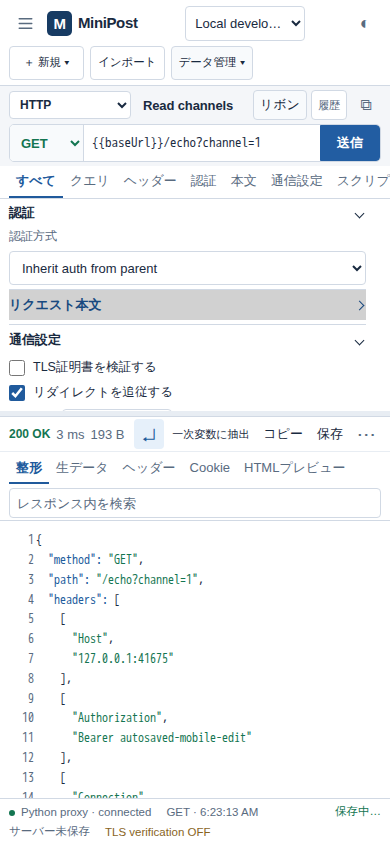 M MiniPost Local develo…
＋ 新規 ▾ インポート データ管理 ▾
HTTP Read channels リボン 履歴
GET {{baseUrl}}/echo?channel=1 送信
すべて クエリ ヘッダー 認証 本文 通信設定 スクリプ
認証
認証方式
Inherit auth from parent
リクエスト本文
通信設定
TLS証明書を検証する
リダイレクトを追従する
200 OK 3 ms 193 B 一次変数に抽出 コピー 保存 ···
整形 生データ ヘッダー Cookie HTMLプレビュー
レスポンス内を検索
1 {
2 "method": "GET",
3 "path": "/echo?channel=1",
4 "headers": [
5 [
6 "Host",
7 "127.0.0.1:41675"
8 ],
9 [
10 "Authorization",
11 "Bearer autosaved-mobile-edit"
12 ],
13 [
14 "Connection"
Python proxy · connected GET · 6:23:13 AM 保存中…
サーバー未保存 TLS verification OFF